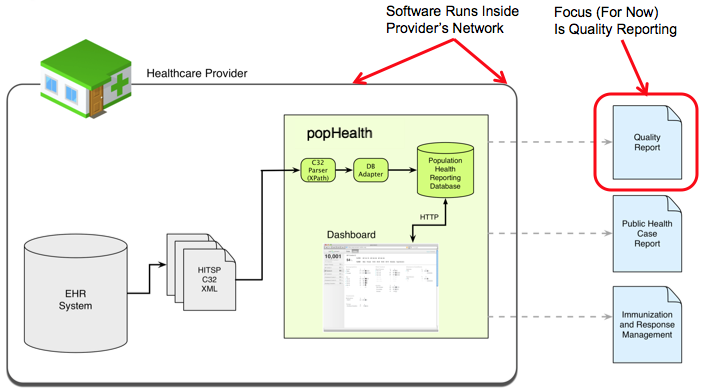 Software Runs Inside
Provider's Network
Focus (For Now)
Is Quality Reporting
Healthcare Provider
popHealth
C32
Parser
(XPath)
DB
Adapter
Population
Health
Reporting
Database
HTTP
Dashboard
10,001
EHR
System
HITSP
C32
XML
Quality
Report
Public Health
Case
Report
Immunization
and Response
Management